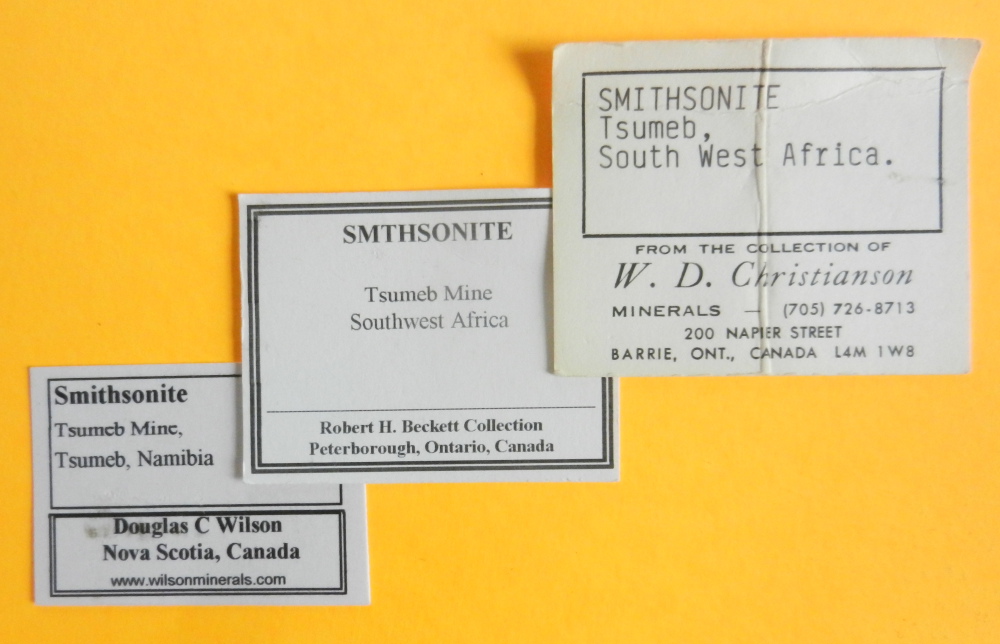 SMITHSONITE
Tsumeb,
South West Africa.
FROM THE COLLECTION OF
W. D. Christianson
MINERALS — (705) 726-8713
200 NAPIER STREET
BARRIE, ONT., CANADA L4M 1W8
SMTHSONITE
Tsumeb Mine
Southwest Africa
Robert H. Beckett Collection
Peterborough, Ontario, Canada
Smithsonite
Tsumeb Mine,
Tsumeb, Namibia
Douglas C Wilson
Nova Scotia, Canada
www.wilsonminerals.com